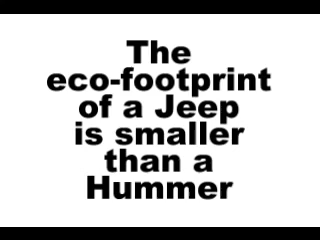 The
eco-footprint
of a Jeep
is smaller
than a
Hummer